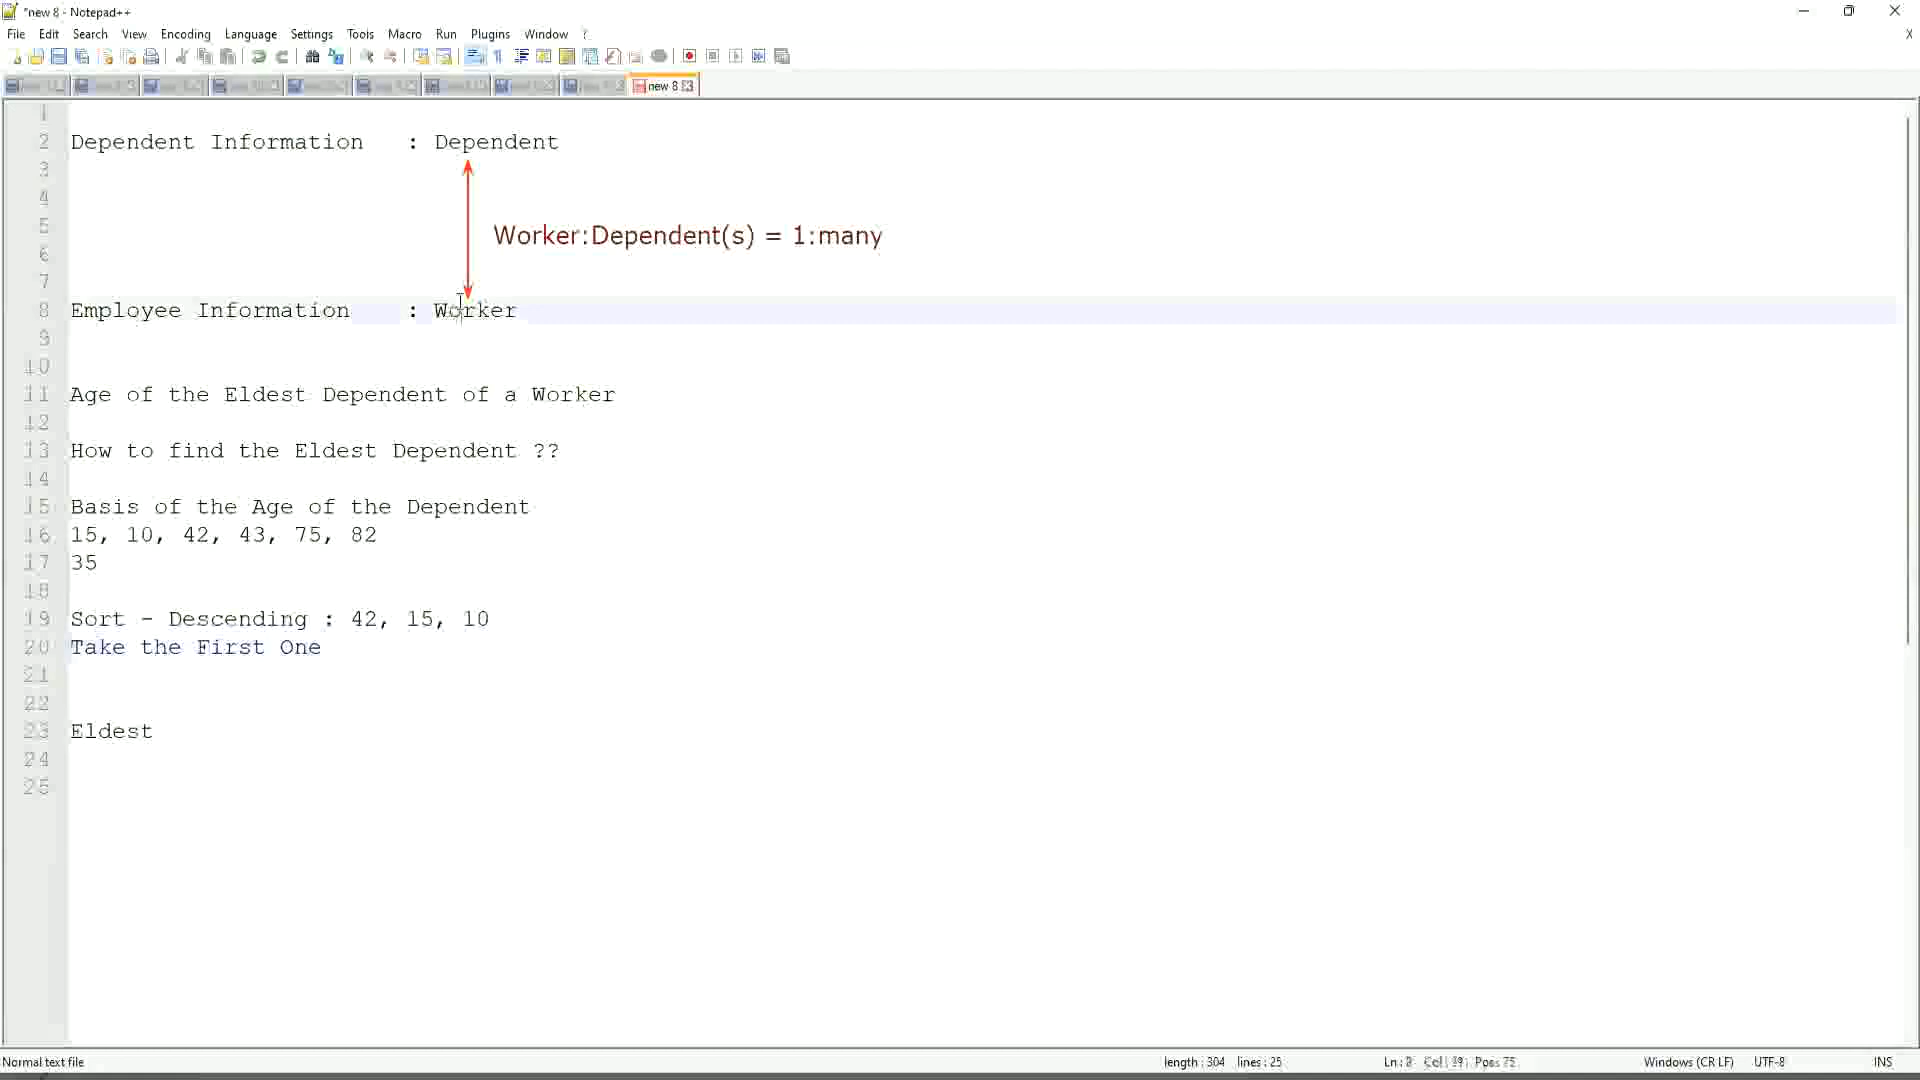 *new 8 - Notepad++
File Edit Search View Encoding Language Settings Tools Macro Run Plugins Window ?
new 8
1
2 Dependent Information : Dependent
3
4
5 Worker:Dependent(s) = 1:many
6
7
8 Employee Information : Worker
9
10
11 Age of the Eldest Dependent of a Worker
12
13 How to find the Eldest Dependent ??
14
15 Basis of the Age of the Dependent
16 15, 10, 42, 43, 75, 82
17 35
18
19 Sort - Descending : 42, 15, 10
20 Take the First One
21
22
23 Eldest
24
25
Normal text file length : 304 lines : 25 Ln : Col : Pos : 75 Windows (CR LF) UTF-8 INS